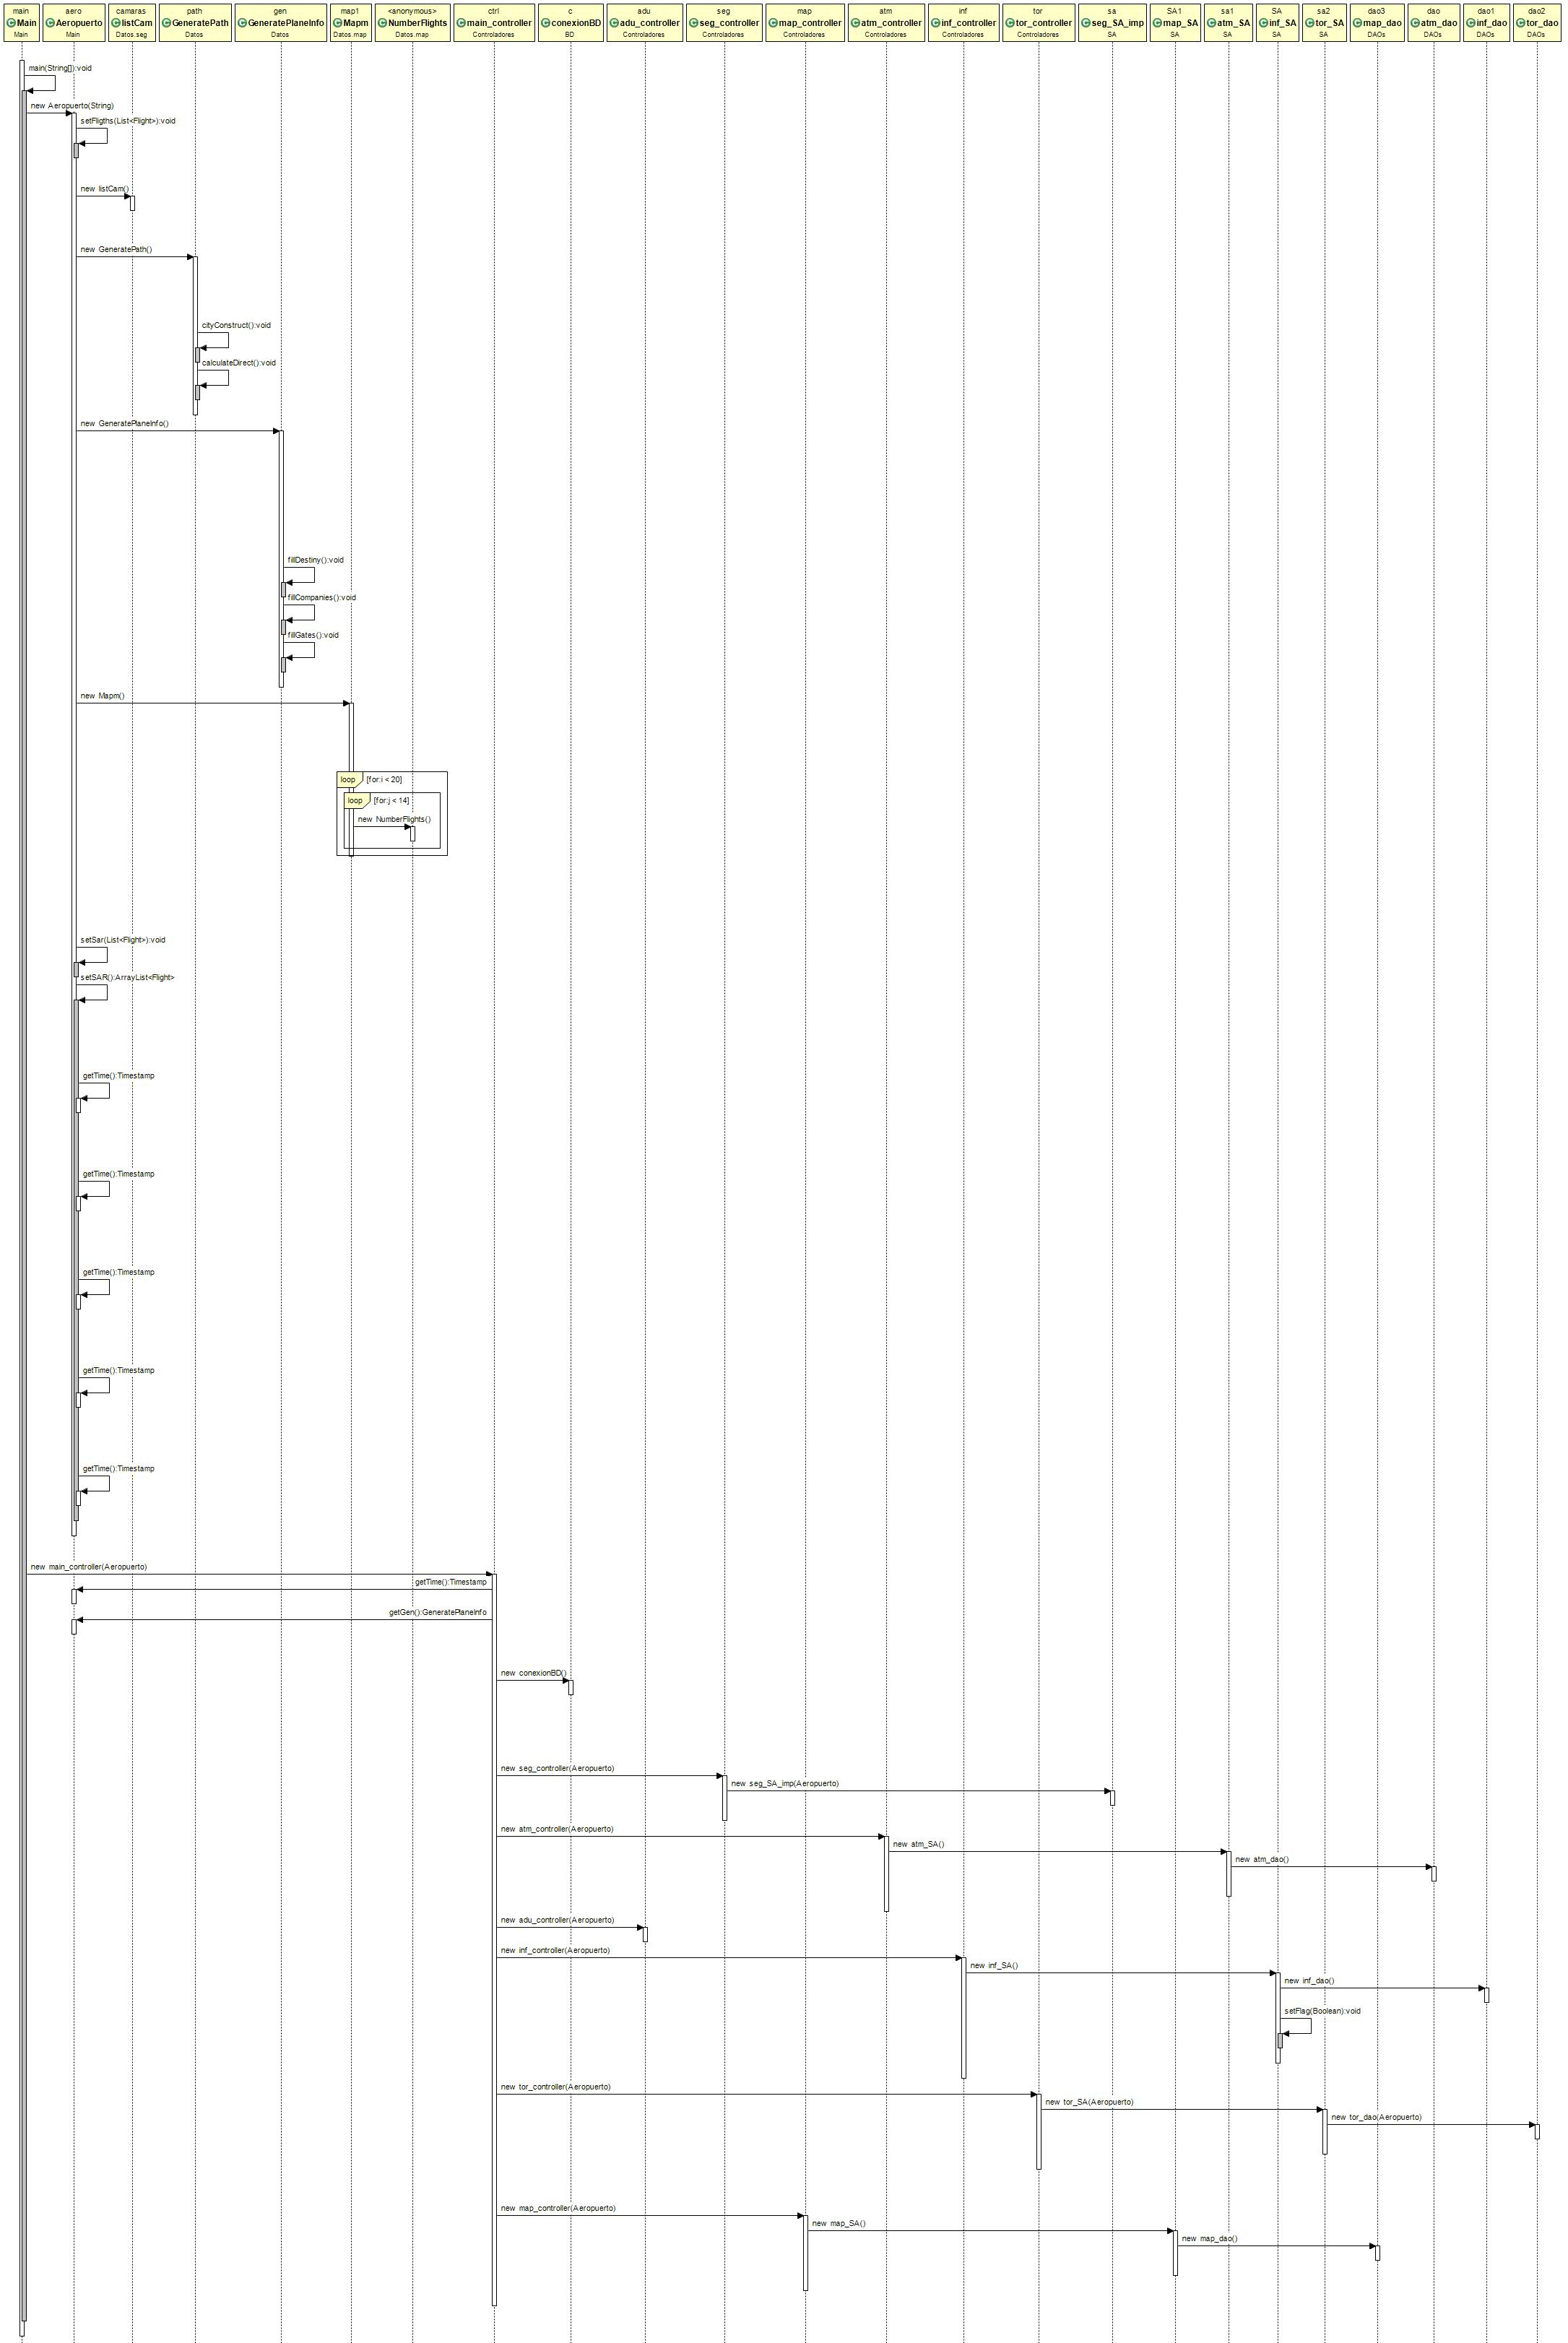 main
Main
Main
aero
Aeropuerto
Main
camaras
listCam
Datos.seg
path
GeneratePath
Datos
gen
GeneratePlaneInfo
Datos
map1
Mapm
Datos.map
<anonymous>
NumberFlights
Datos.map
ctrl
main_controller
Controladores
c
conexionBD
BD
adu
adu_controller
Controladores
seg
seg_controller
Controladores
map
map_controller
Controladores
atm
atm_controller
Controladores
inf
inf_controller
Controladores
tor
tor_controller
Controladores
sa
seg_SA_imp
SA
SA1
map_SA
SA
sa1
atm_SA
SA
SA
inf_SA
SA
sa2
tor_SA
SA
dao3
map_dao
DAOs
dao
atm_dao
DAOs
dao1
inf_dao
DAOs
dao2
tor_dao
DAOs
main(String[]):void
new Aeropuerto(String)
setFligths(List<Flight>):void
new listCam()
new GeneratePath()
cityConstruct():void
calculateDirect():void
new GeneratePlaneInfo()
fillDestiny():void
fillCompanies():void
fillGates():void
new Mapm()
loop [for:i < 20]
loop [for:j < 14]
new NumberFlights()
setSar(List<Flight>):void
setSAR():ArrayList<Flight>
getTime():Timestamp
getTime():Timestamp
getTime():Timestamp
getTime():Timestamp
getTime():Timestamp
new main_controller(Aeropuerto)
getTime():Timestamp
getGen():GeneratePlaneInfo
new conexionBD()
new seg_controller(Aeropuerto)
new seg_SA_imp(Aeropuerto)
new atm_controller(Aeropuerto)
new atm_SA()
new atm_dao()
new adu_controller(Aeropuerto)
new inf_controller(Aeropuerto)
new inf_SA()
new inf_dao()
setFlag(Boolean):void
new tor_controller(Aeropuerto)
new tor_SA(Aeropuerto)
new tor_dao(Aeropuerto)
new map_controller(Aeropuerto)
new map_SA()
new map_dao()